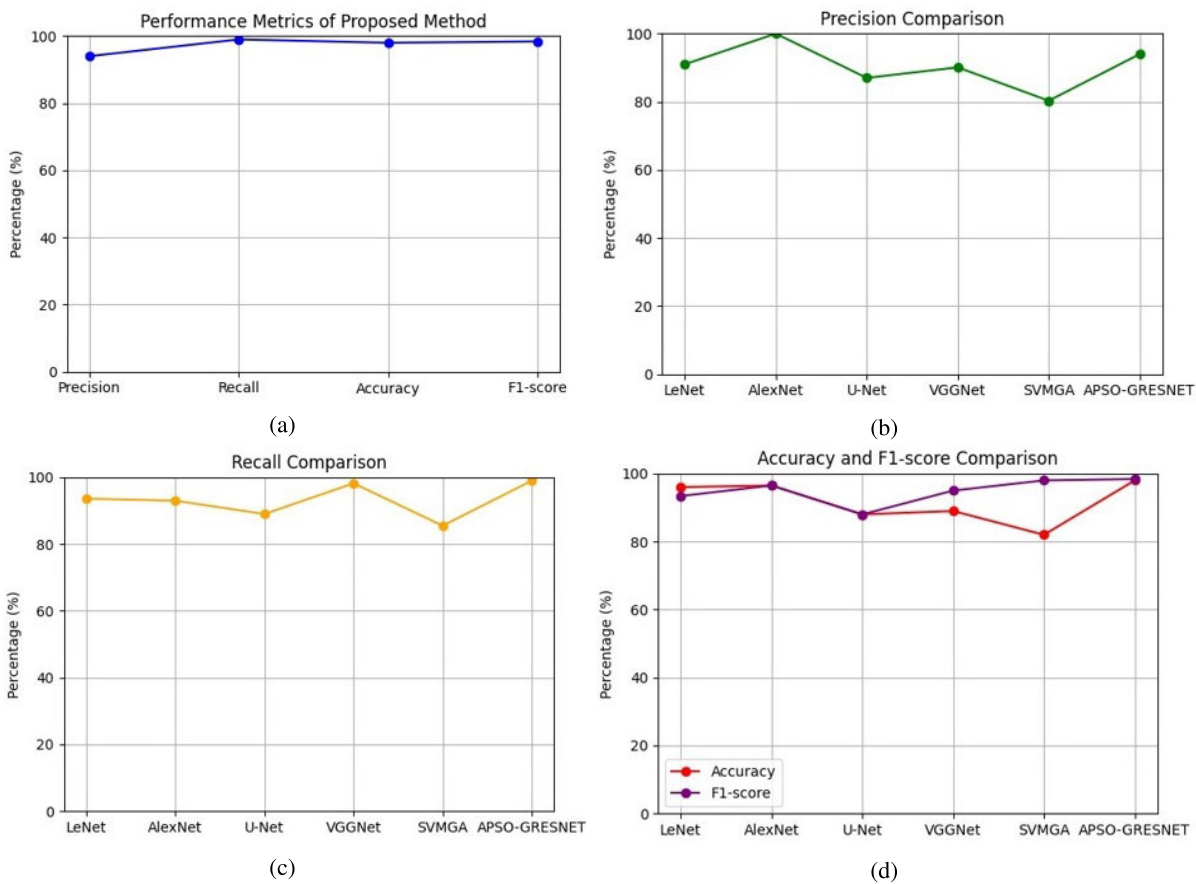 Performance Metrics of Proposed Method
100
80
60
40
20
0
Percentage (%)
Precision Recall Accuracy F1-score
(a)
Precision Comparison
100
80
60
40
20
0
Percentage (%)
LeNet AlexNet U-Net VGGNet SVMGA APSO-GRESNET
(b)
Recall Comparison
100
80
60
40
20
0
Percentage (%)
LeNet AlexNet U-Net VGGNet SVMGA APSO-GRESNET
(c)
Accuracy and F1-score Comparison
100
80
60
40
20
0
Percentage (%)
Accuracy
F1-score
LeNet AlexNet U-Net VGGNet SVMGA APSO-GRESNET
(d)